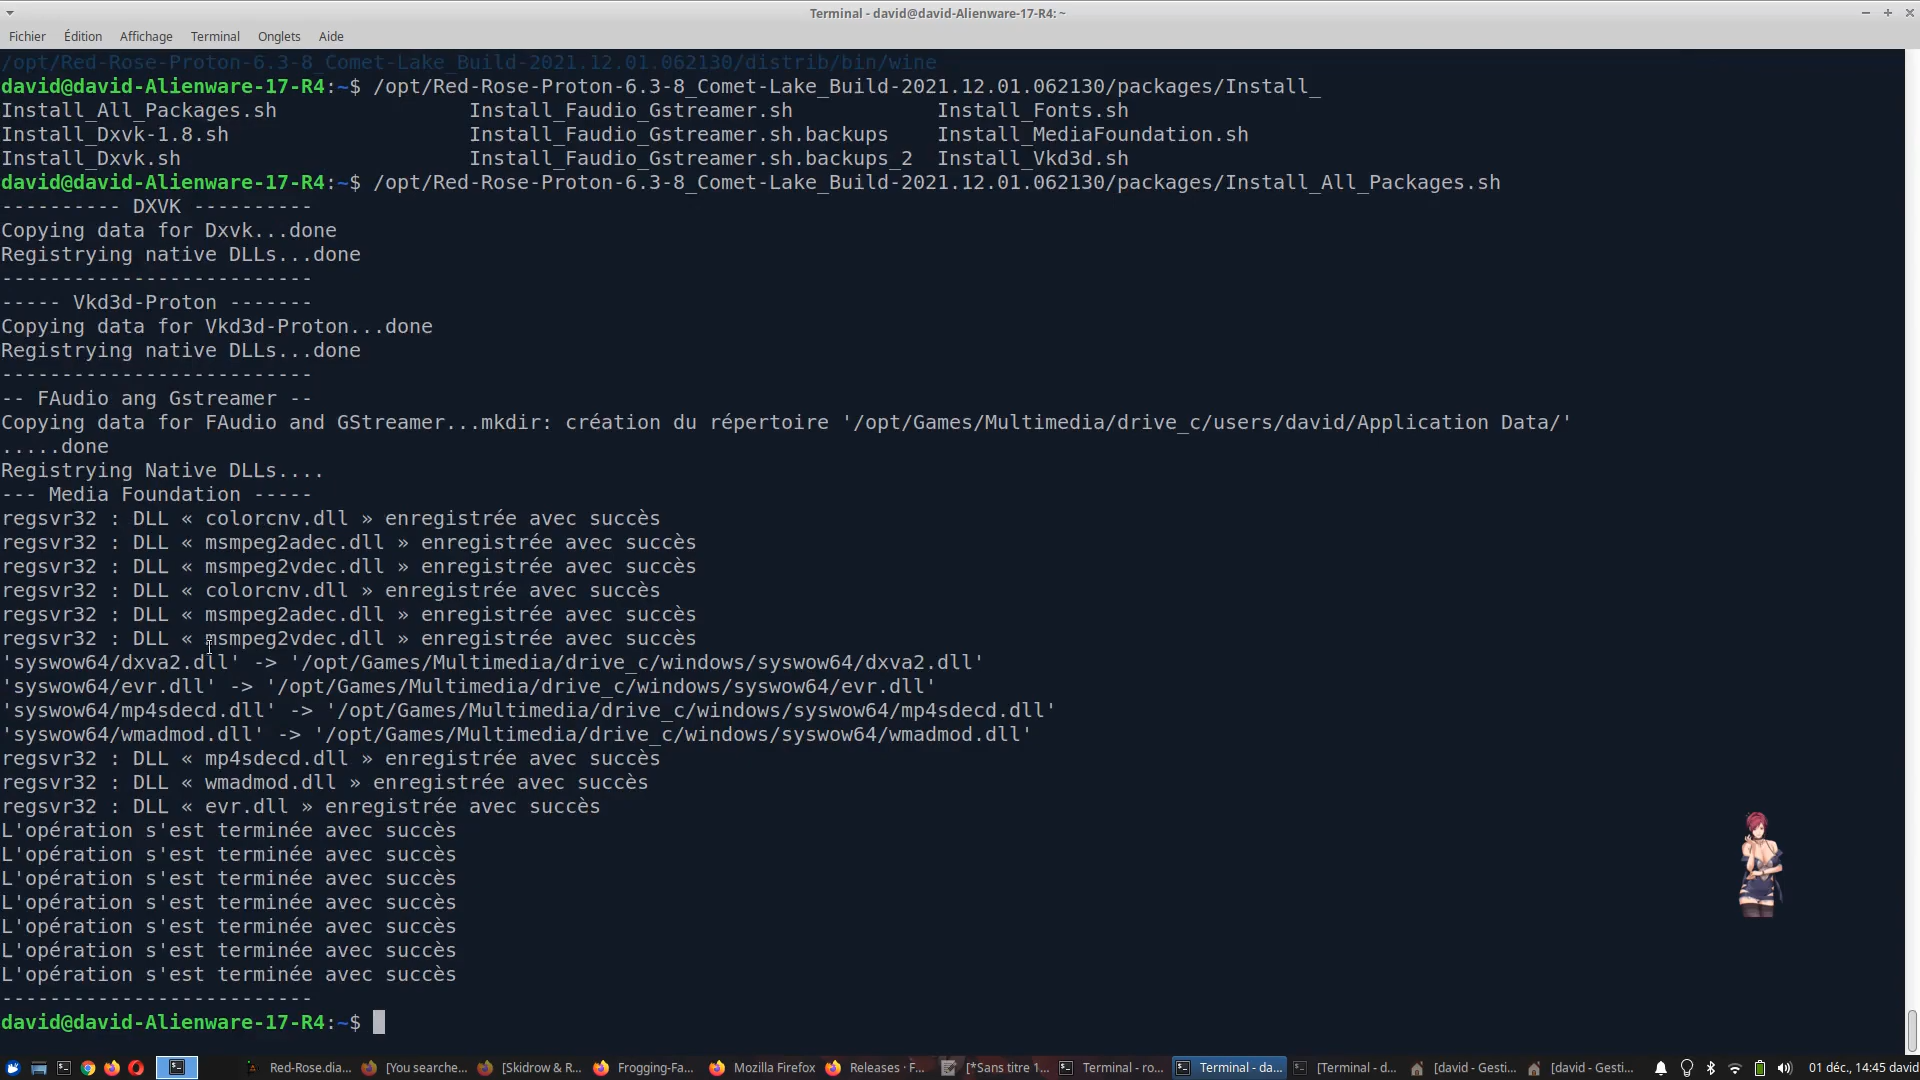 Terminal - david@david-Alienware-17-R4: ~
Fichier Édition Affichage Terminal Onglets Aide
/opt/Red-Rose-Proton-6.3-8_Comet-Lake_Build-2021.12.01.062130/distrib/bin/wine
david@david-Alienware-17-R4:~$ /opt/Red-Rose-Proton-6.3-8_Comet-Lake_Build-2021.12.01.062130/packages/Install_
Install_All_Packages.sh Install_Faudio_Gstreamer.sh Install_Fonts.sh
Install_Dxvk-1.8.sh Install_Faudio_Gstreamer.sh.backups Install_MediaFoundation.sh
Install_Dxvk.sh Install_Faudio_Gstreamer.sh.backups_2 Install_Vkd3d.sh
david@david-Alienware-17-R4:~$ /opt/Red-Rose-Proton-6.3-8_Comet-Lake_Build-2021.12.01.062130/packages/Install_All_Packages.sh
---------- DXVK ----------
Copying data for Dxvk...done
Registrying native DLLs...done
--------------------------
----- Vkd3d-Proton -------
Copying data for Vkd3d-Proton...done
Registrying native DLLs...done
--------------------------
-- FAudio ang Gstreamer --
Copying data for FAudio and GStreamer...mkdir: création du répertoire '/opt/Games/Multimedia/drive_c/users/david/Application Data/'
.....done
Registrying Native DLLs....
--- Media Foundation -----
regsvr32 : DLL « colorcnv.dll » enregistrée avec succès
regsvr32 : DLL « msmpeg2adec.dll » enregistrée avec succès
regsvr32 : DLL « msmpeg2vdec.dll » enregistrée avec succès
regsvr32 : DLL « colorcnv.dll » enregistrée avec succès
regsvr32 : DLL « msmpeg2adec.dll » enregistrée avec succès
regsvr32 : DLL « msmpeg2vdec.dll » enregistrée avec succès
'syswow64/dxva2.dll' -> '/opt/Games/Multimedia/drive_c/windows/syswow64/dxva2.dll'
'syswow64/evr.dll' -> '/opt/Games/Multimedia/drive_c/windows/syswow64/evr.dll'
'syswow64/mp4sdecd.dll' -> '/opt/Games/Multimedia/drive_c/windows/syswow64/mp4sdecd.dll'
'syswow64/wmadmod.dll' -> '/opt/Games/Multimedia/drive_c/windows/syswow64/wmadmod.dll'
regsvr32 : DLL « mp4sdecd.dll » enregistrée avec succès
regsvr32 : DLL « wmadmod.dll » enregistrée avec succès
regsvr32 : DLL « evr.dll » enregistrée avec succès
L'opération s'est terminée avec succès
L'opération s'est terminée avec succès
L'opération s'est terminée avec succès
L'opération s'est terminée avec succès
L'opération s'est terminée avec succès
L'opération s'est terminée avec succès
L'opération s'est terminée avec succès
--------------------------
david@david-Alienware-17-R4:~$
Red-Rose.dia... [You searche... [Skidrow & R... Frogging-Fa... Mozilla Firefox Releases · F... [*Sans titre 1... Terminal - ro... Terminal - da... [Terminal - d... [david - Gesti... [david - Gesti... 01 déc., 14:45 david